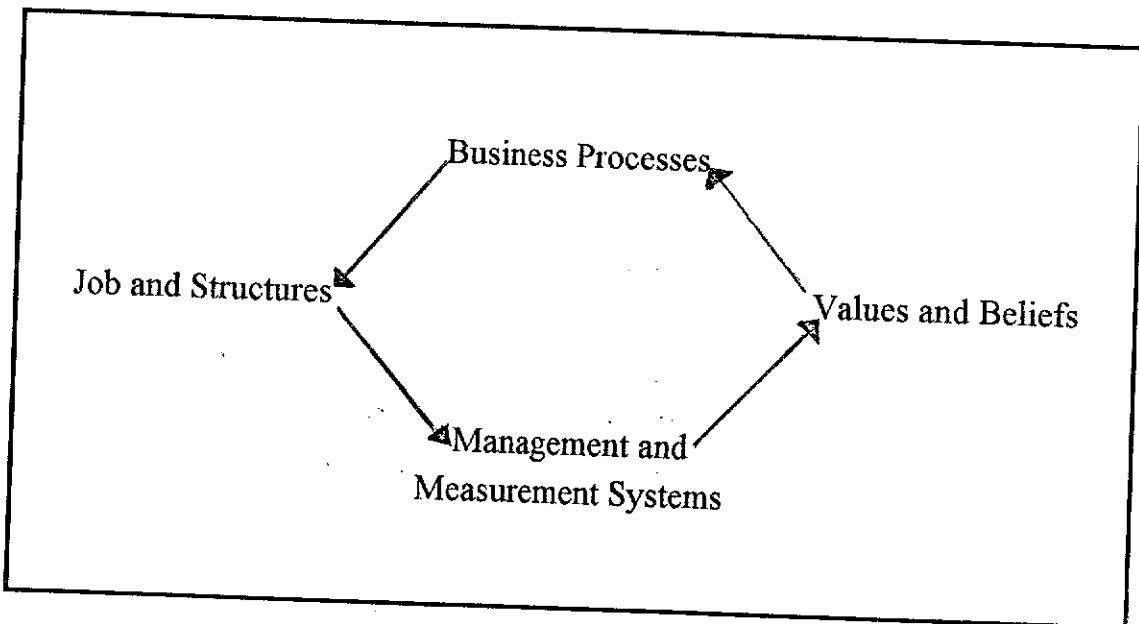 Business Processes
Job and Structures
Values and Beliefs
Management and
Measurement Systems